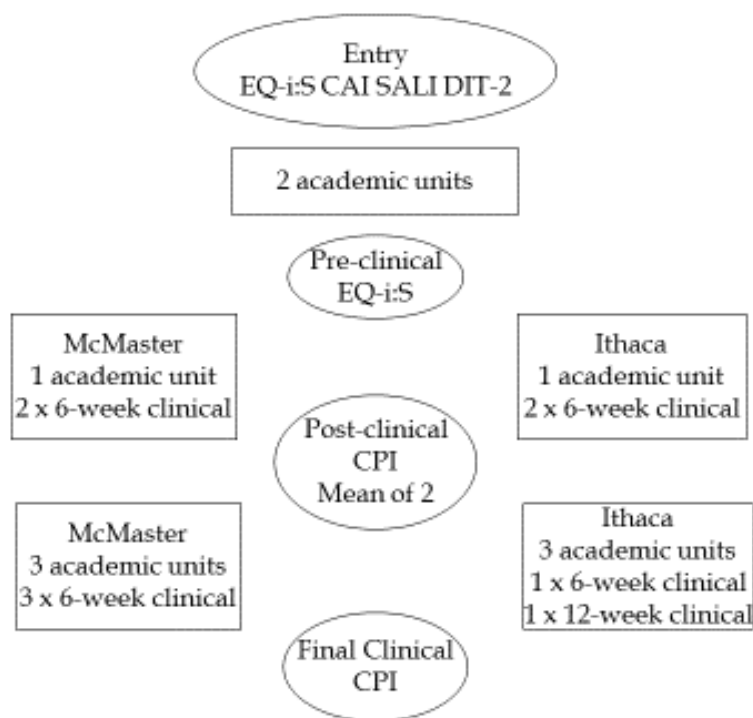 Entry
EQ-i:S CAI SALI DIT-2
2 academic units
Pre-clinical
EQ-i:S
McMaster
1 academic unit
2 x 6-week clinical
Ithaca
1 academic unit
2 x 6-week clinical
Post-clinical
CPI
Mean of 2
McMaster
3 academic units
3 x 6-week clinical
Ithaca
3 academic units
1 x 6-week clinical
1 x 12-week clinical
Final Clinical
CPI